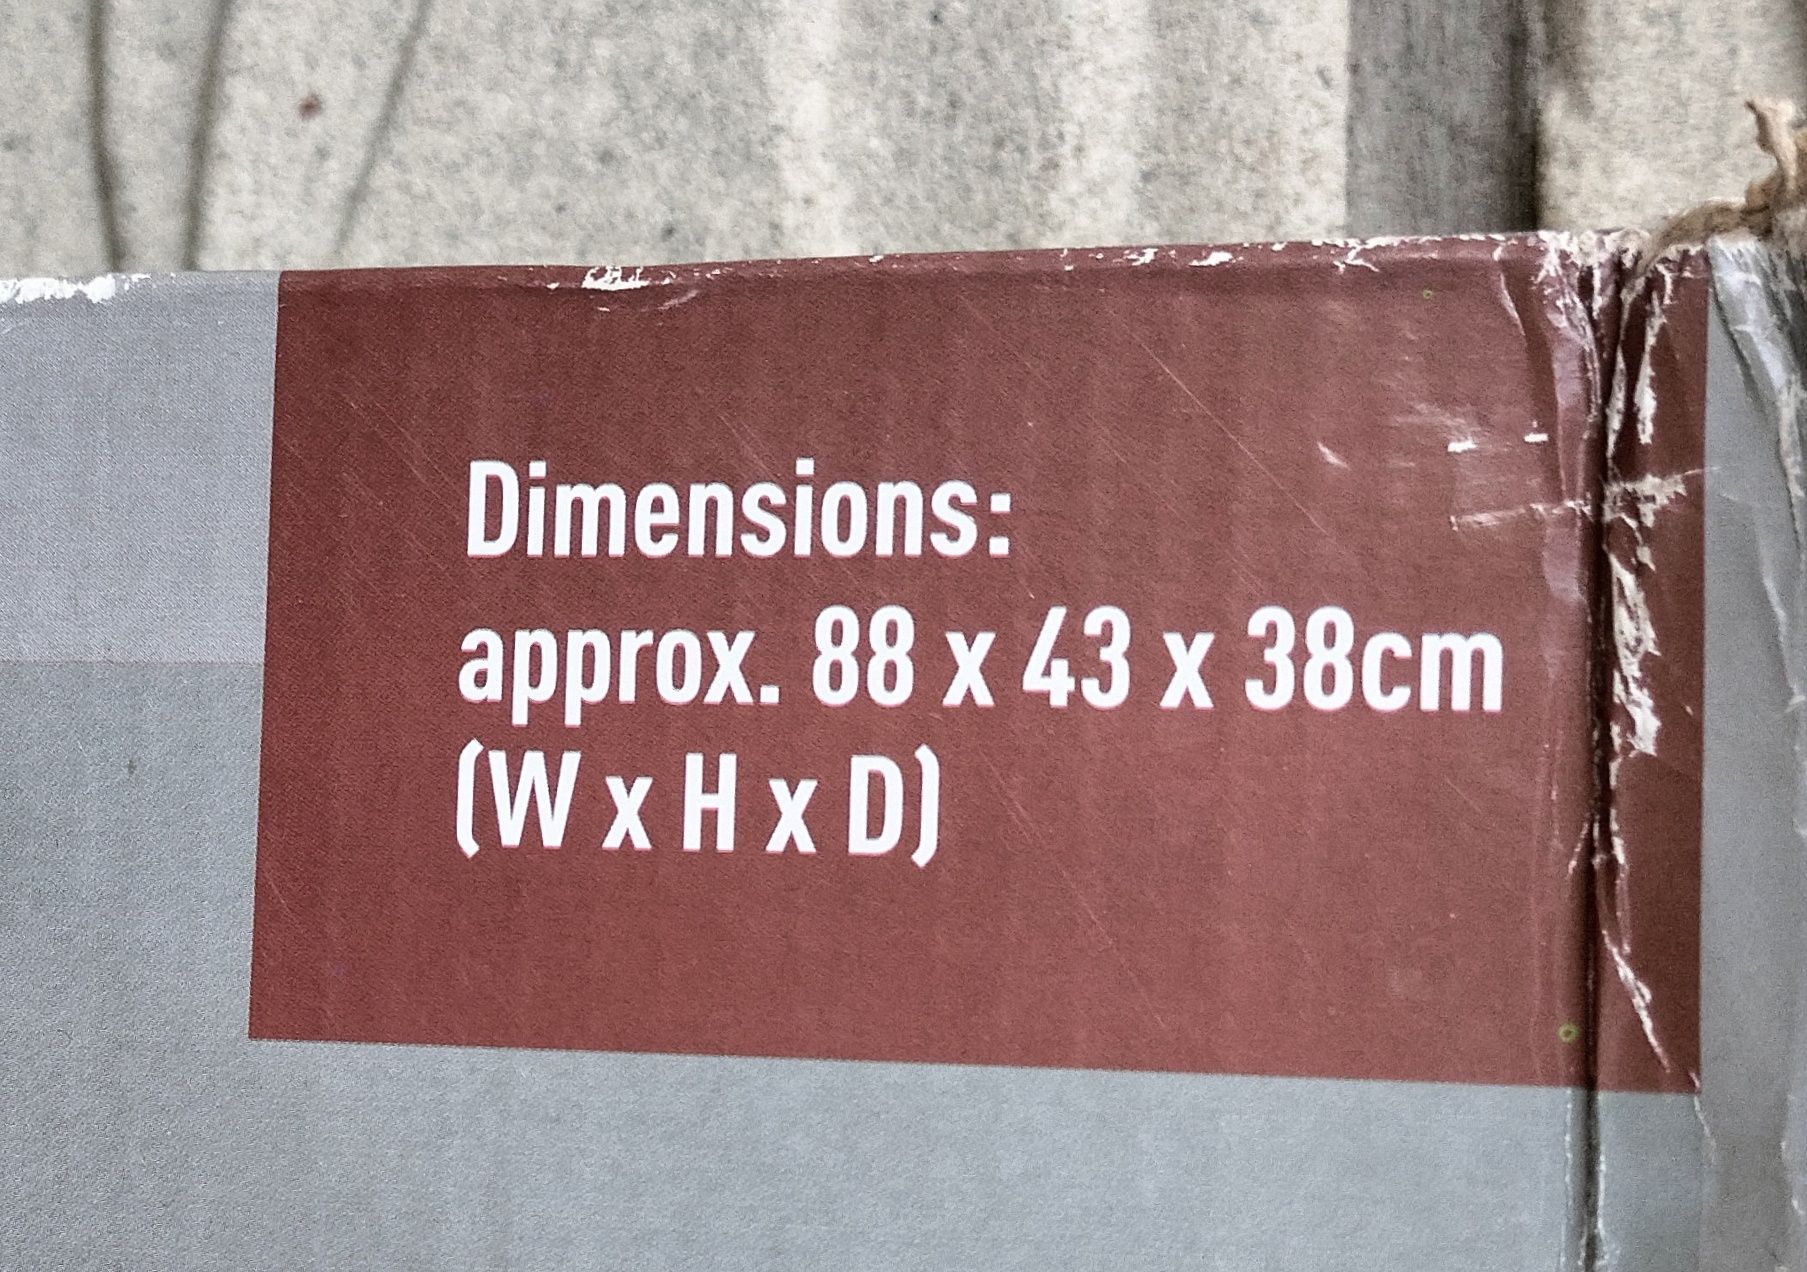 Dimensions:
approx. 88 x 43 x 38cm
(W x H x D)